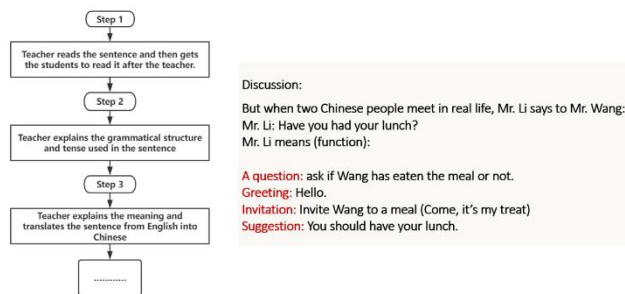 Step 1
Teacher reads the sentence and then gets
the students to read it after the teacher.
Step 2
Teacher explains the grammatical structure
and tense used in the sentence
Step 3
Teacher explains the meaning and
translates the sentence from English into
Chinese
............
Discussion:
But when two Chinese people meet in real life, Mr. Li says to Mr. Wang:
Mr. Li: Have you had your lunch?
Mr. Li means (function):
A question: ask if Wang has eaten the meal or not.
Greeting: Hello.
Invitation: Invite Wang to a meal (Come, it's my treat)
Suggestion: You should have your lunch.